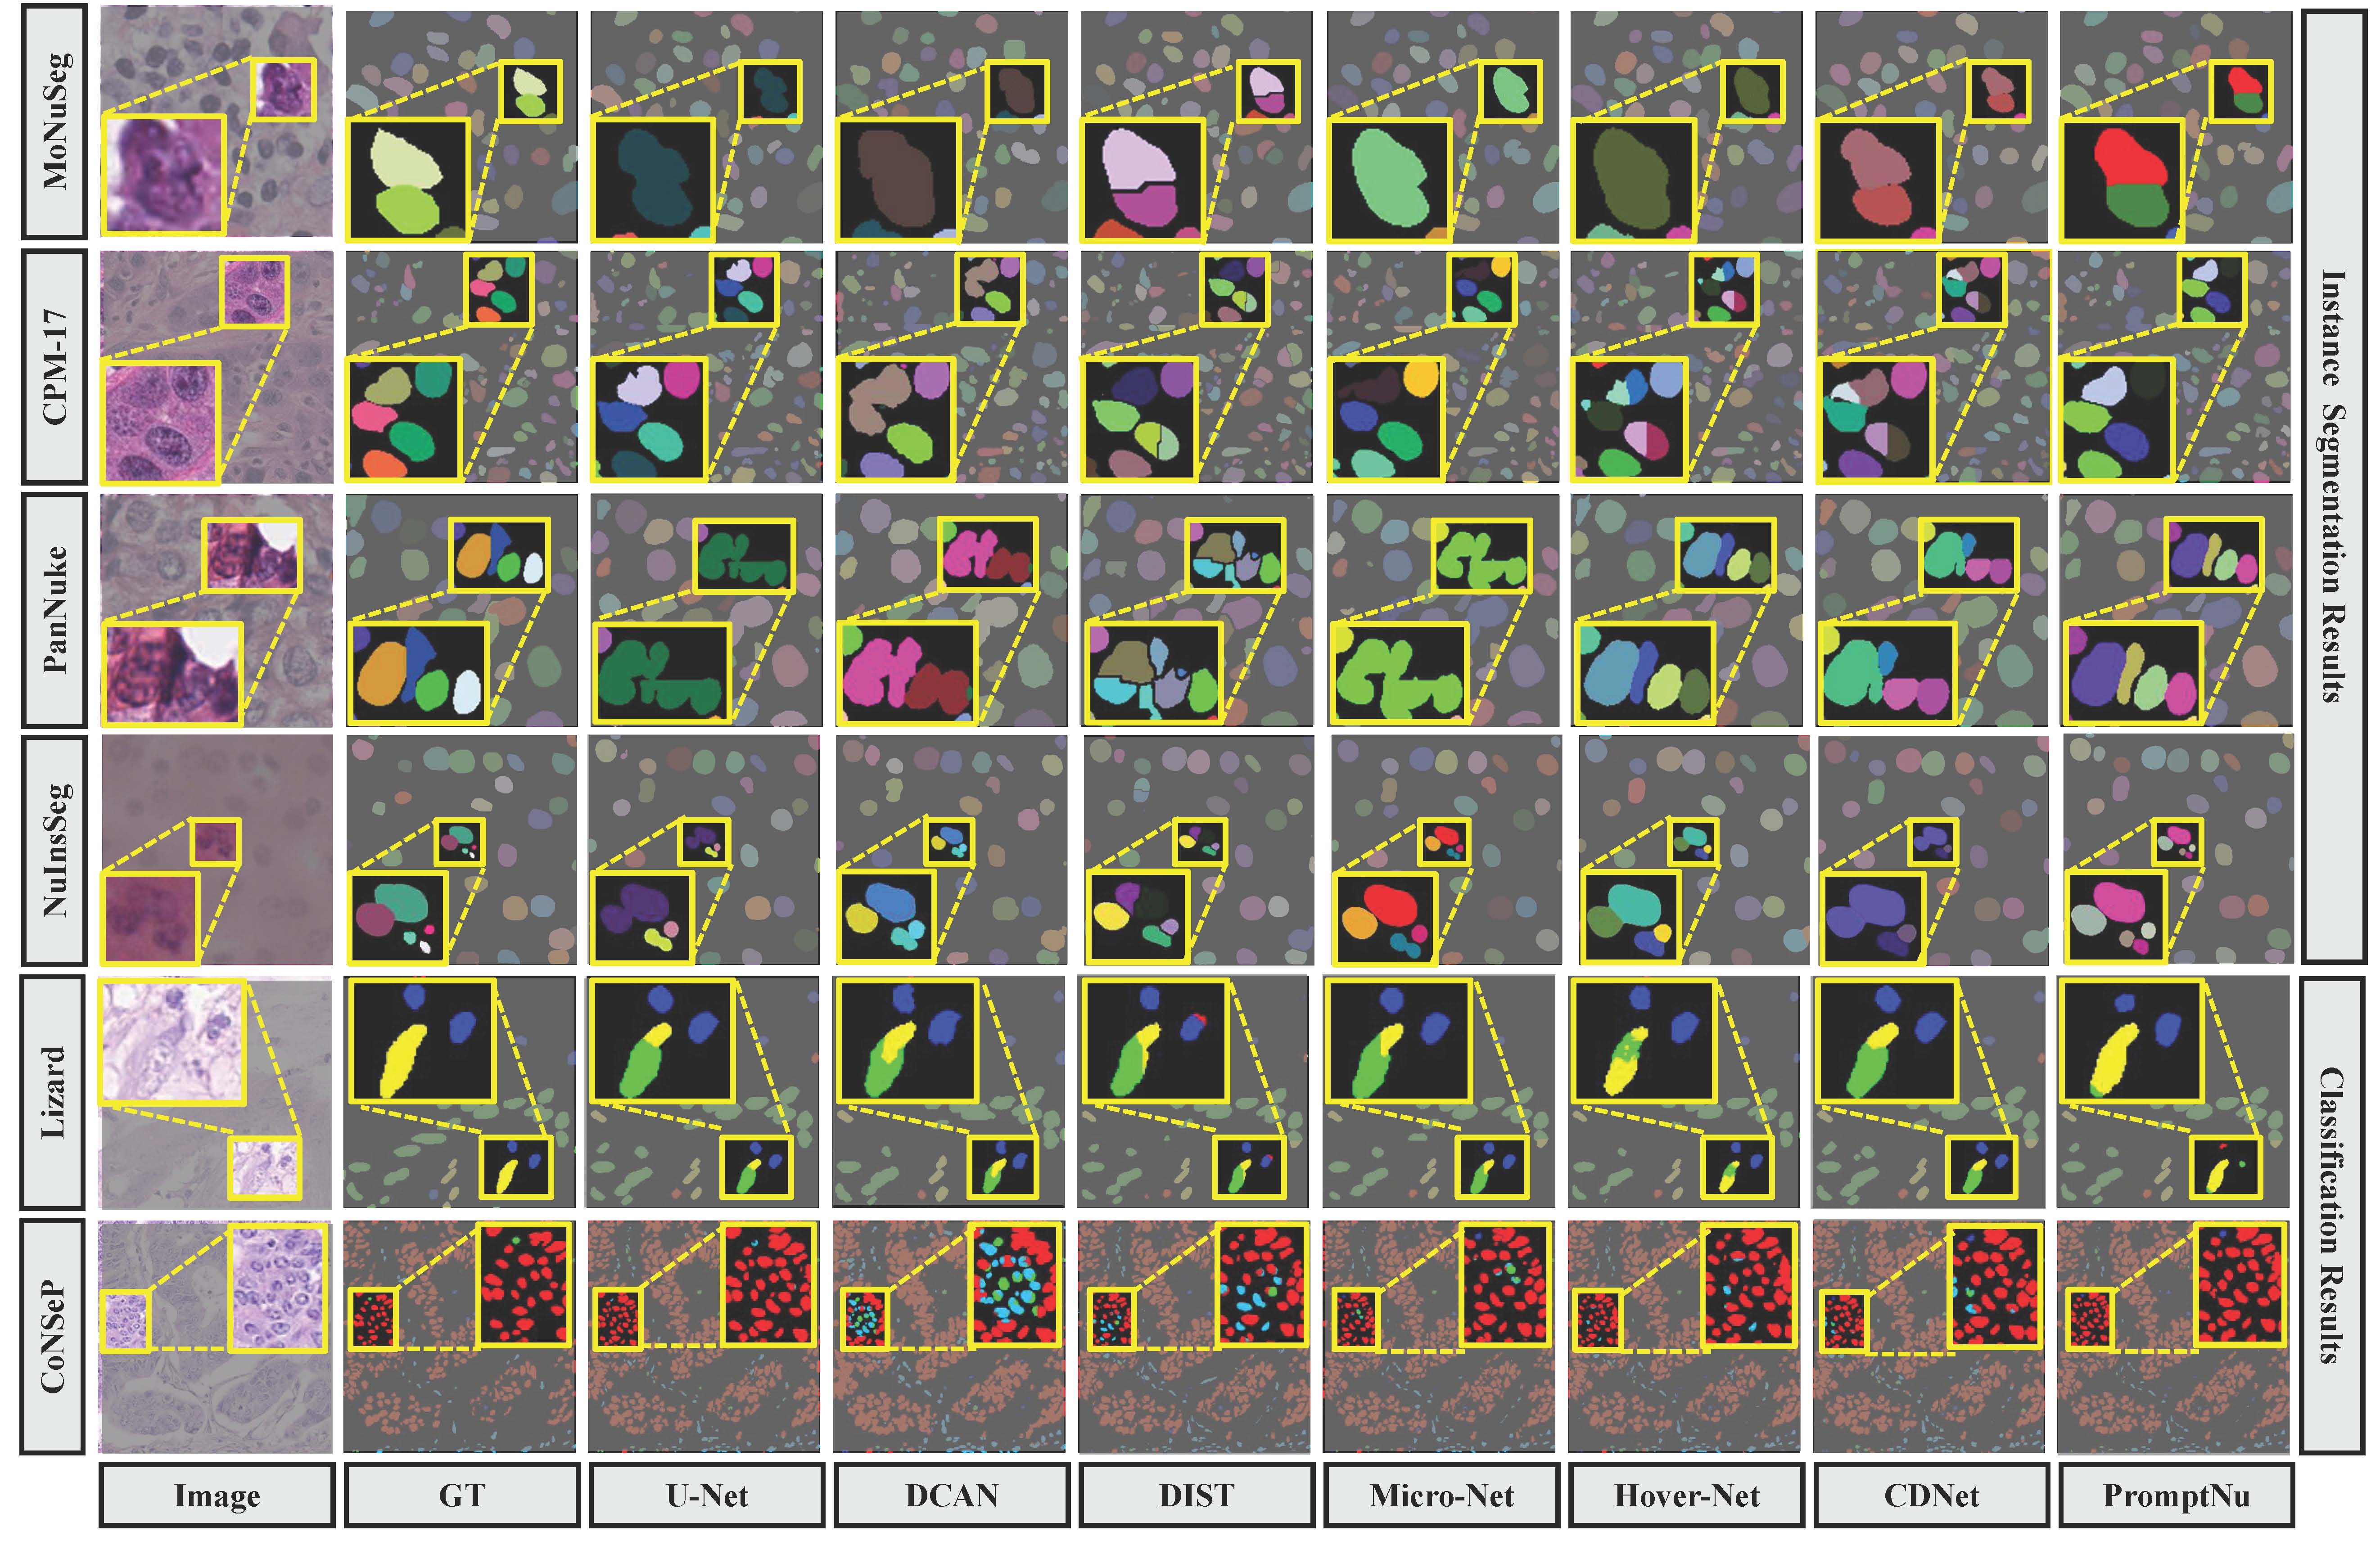 MoNuSeg
CPM-17
PanNuke
NuInsSeg
Lizard
CoNSeP
Instance Segmentation Results
Classification Results
Image
GT
U-Net
DCAN
DIST
Micro-Net
Hover-Net
CDNet
PromptNu